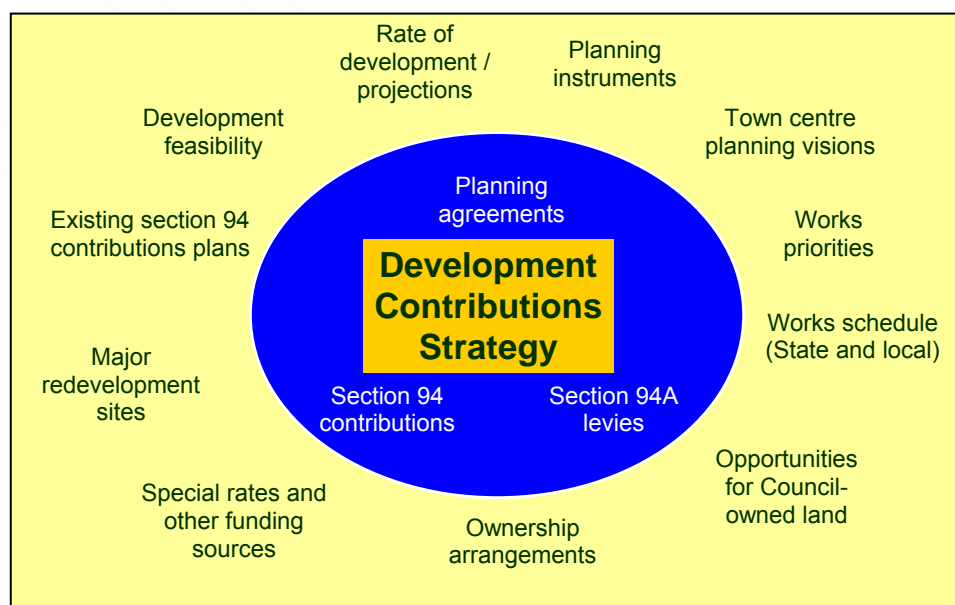 Rate of
development /
projections
Planning
instruments
Development
feasibility
Town centre
planning visions
Planning
agreements
Existing section 94
contributions plans
Works
priorities
Development
Contributions
Strategy
Works schedule
(State and local)
Major
redevelopment
sites
Section 94
contributions
Section 94A
levies
Opportunities
for Council-
owned land
Special rates and
other funding
sources
Ownership
arrangements